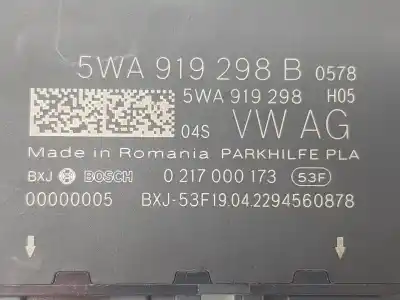 5WA 919 298 B 0578
5WA 919 298 H05
04S VW AG
Made in Romania PARKHILFE PLA
BXJ BOSCH 0 217 000 173 53F
00000005 BXJ-53F19.04.2294560878